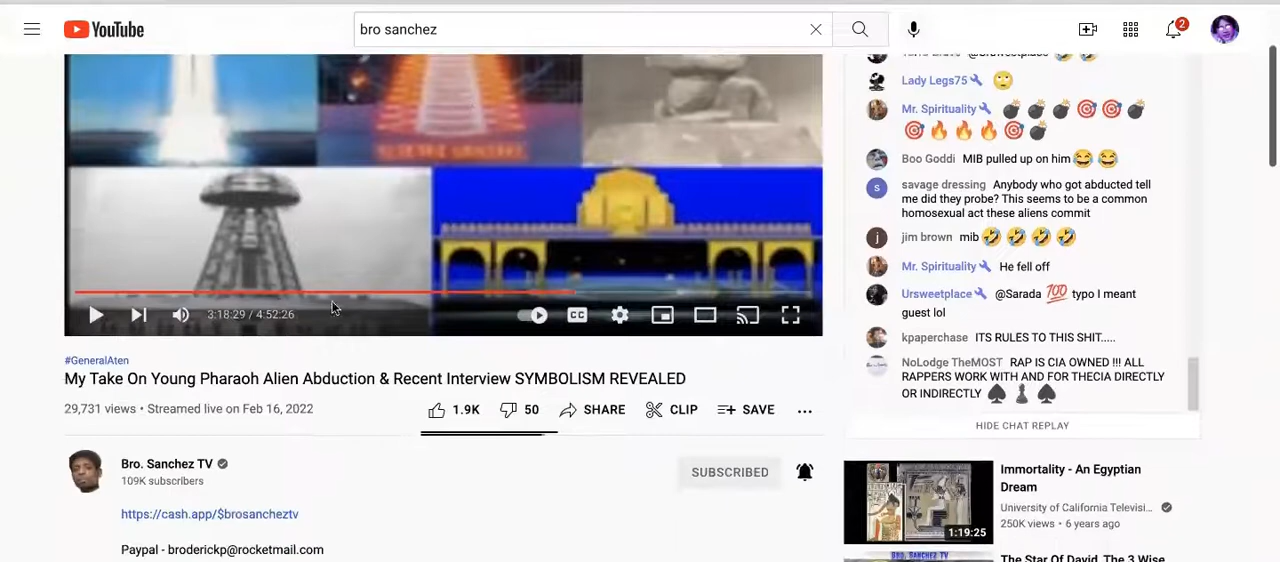 YouTube
bro sanchez
2
Lady Legs75
Mr. Spirituality
Boo Goddi MIB pulled up on him
S
savage dressing Anybody who got abducted tell
me did they probe? This seems to be a common
homosexual act these aliens commit
j
jim brown mib
Mr. Spirituality He fell off
Ursweetplace @Sarada 100 typo I meant
guest lol
kpaperchase ITS RULES TO THIS SHIT.....
NoLodge TheMOST RAP IS CIA OWNED !!! ALL
RAPPERS WORK WITH AND FOR THECIA DIRECTLY
OR INDIRECTLY
HIDE CHAT REPLAY
3:18:29 / 4:52:26
CC
#GeneralAten
My Take On Young Pharaoh Alien Abduction & Recent Interview SYMBOLISM REVEALED
29,731 views • Streamed live on Feb 16, 2022
1.9K 50 SHARE CLIP SAVE ...
Bro. Sanchez TV
109K subscribers
SUBSCRIBED
https://cash.app/$brosancheztv
Paypal - broderickp@rocketmail.com
Immortality - An Egyptian
Dream
University of California Televisi...
250K views • 6 years ago
1:19:25
BRO. SANCHEZ TV
The Star Of David, The 3 Wise